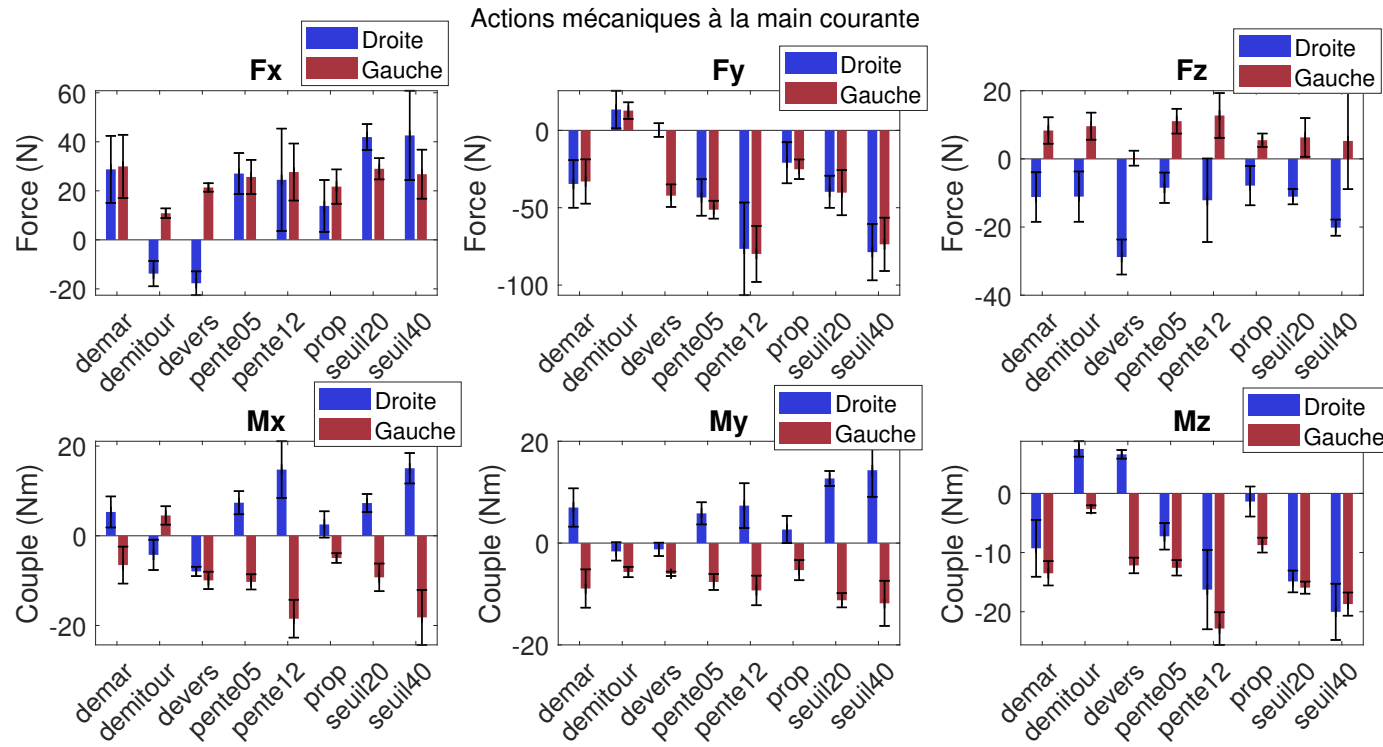 Actions mécaniques à la main courante
Fx
Droite
Gauche
Force (N)
60
40
20
0
-20
demar
demitour
devers
pente05
pente12
prop
seuil20
seuil40
Fy
Droite
Gauche
Force (N)
0
-50
-100
demar
demitour
devers
pente05
pente12
prop
seuil20
seuil40
Fz
Droite
Gauche
Force (N)
20
0
-20
-40
demar
demitour
devers
pente05
pente12
prop
seuil20
seuil40
Mx
Droite
Gauche
Couple (Nm)
20
0
-20
demar
demitour
devers
pente05
pente12
prop
seuil20
seuil40
My
Droite
Gauche
Couple (Nm)
20
0
-20
demar
demitour
devers
pente05
pente12
prop
seuil20
seuil40
Mz
Droite
Gauche
Couple (Nm)
0
-10
-20
demar
demitour
devers
pente05
pente12
prop
seuil20
seuil40